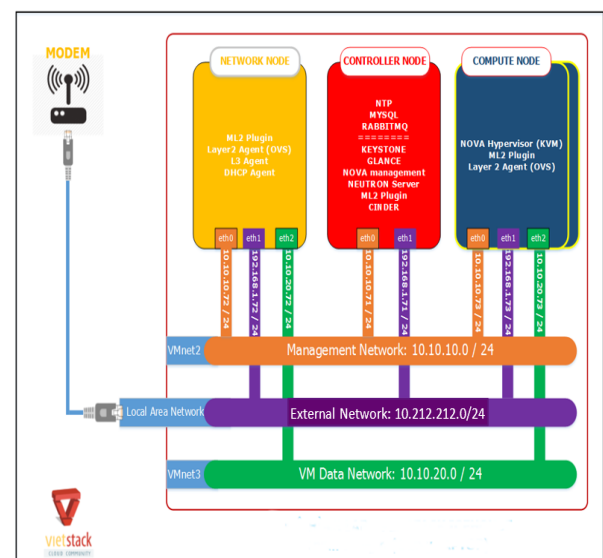 MODEM
NETWORK NODE
ML2 Plugin
Layer2 Agent (OVS)
L3 Agent
DHCP Agent
eth0
eth1
eth2
CONTROLLER NODE
NTP
MYSQL
RABBITMQ
========
KEYSTONE
GLANCE
NOVA management
NEUTRON Server
ML2 Plugin
CINDER
eth0
eth1
COMPUTE NODE
NOVA Hypervisor (KVM)
ML2 Plugin
Layer 2 Agent (OVS)
eth0
eth1
eth2
10.10.10.72 / 24
192.168.1.72 / 24
10.10.20.72 / 24
10.10.10.71 / 24
192.168.1.71 / 24
10.10.10.73 / 24
192.168.1.73 / 24
10.10.20.73 / 24
VMnet2
Management Network: 10.10.10.0 / 24
Local Area Network
External Network: 10.212.212.0/24
VMnet3
VM Data Network: 10.10.20.0 / 24
vietstack
CLOUD COMMUNITY